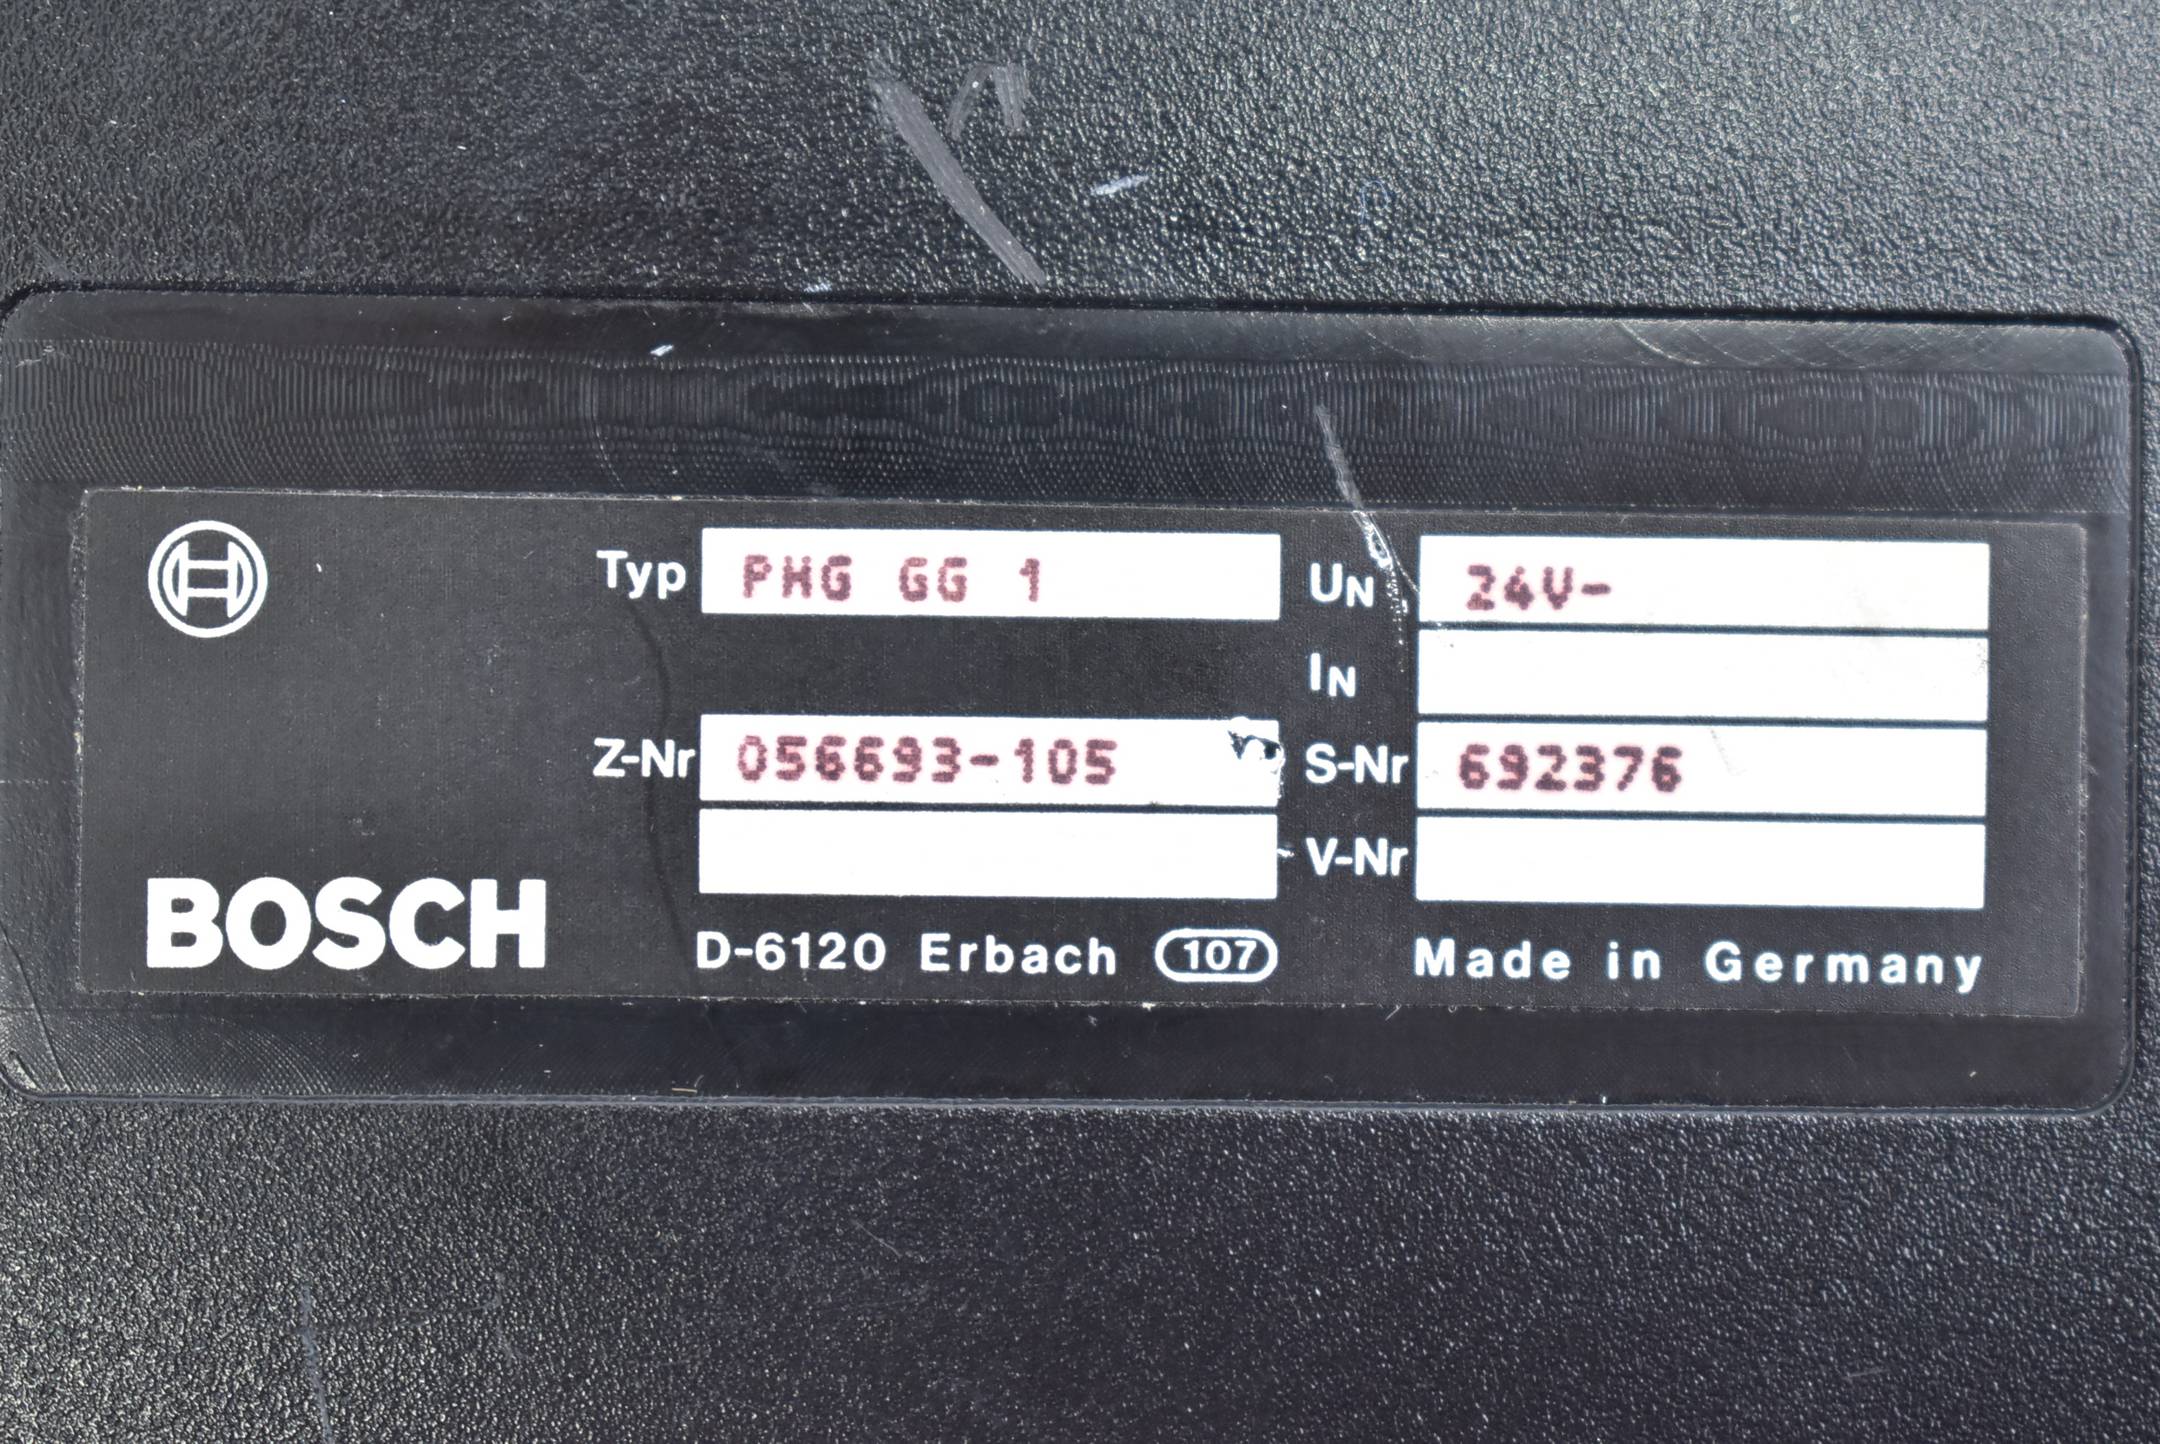 Typ PHG GG 1 UN 24V-
IN
Z-Nr 056693-105 S-Nr 692376
V-Nr
BOSCH
D-6120 Erbach 107 Made in Germany